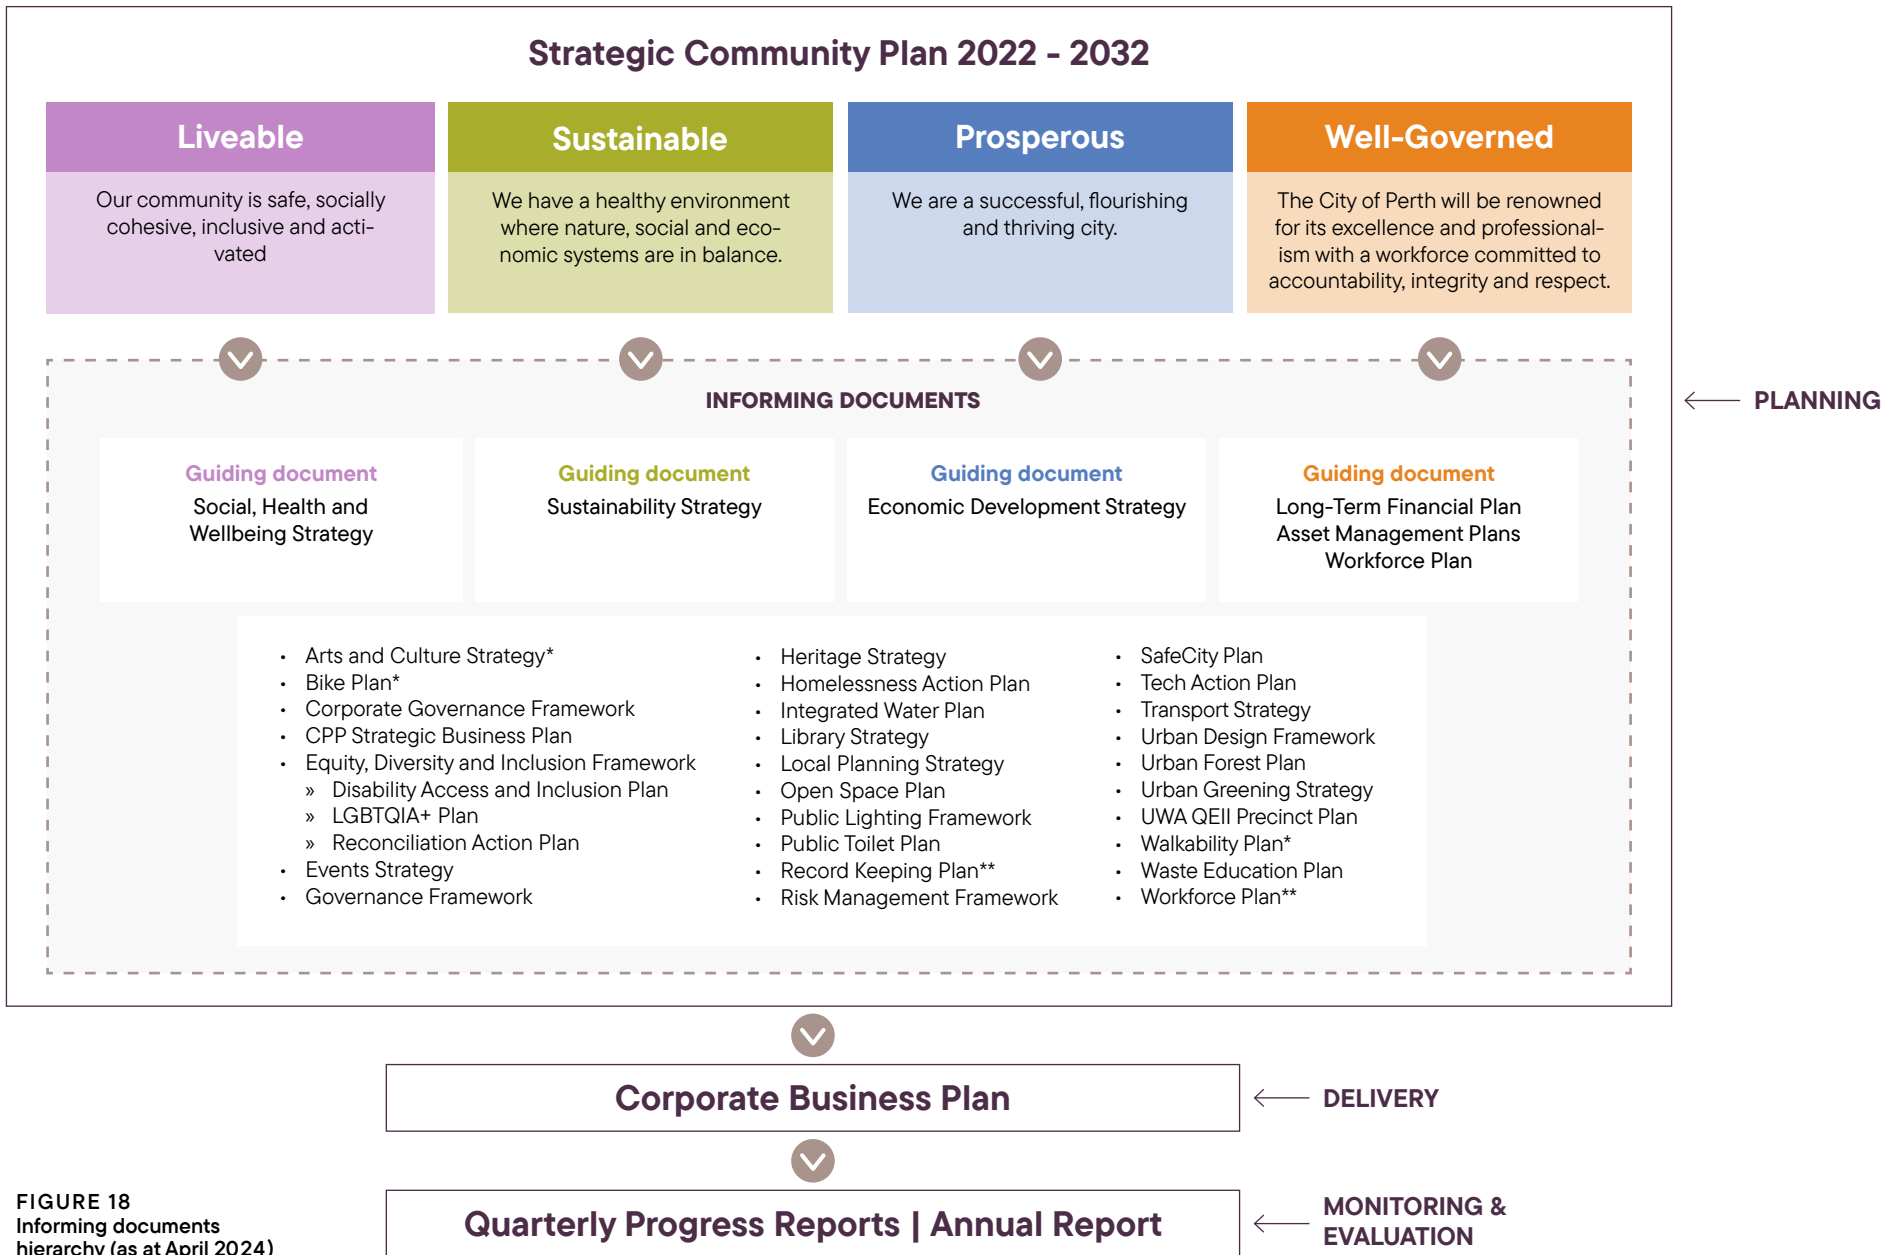 Strategic Community Plan 2022 - 2032
Liveable
Our community is safe, socially
cohesive, inclusive and acti-
vated
Sustainable
We have a healthy environment
where nature, social and eco-
nomic systems are in balance.
Prosperous
We are a successful, flourishing
and thriving city.
Well-Governed
The City of Perth will be renowned
for its excellence and professional-
ism with a workforce committed to
accountability, integrity and respect.
INFORMING DOCUMENTS
PLANNING
Guiding document
Social, Health and
Wellbeing Strategy
Guiding document
Sustainability Strategy
Guiding document
Economic Development Strategy
Guiding document
Long-Term Financial Plan
Asset Management Plans
Workforce Plan
• Arts and Culture Strategy*
• Bike Plan*
• Corporate Governance Framework
• CPP Strategic Business Plan
• Equity, Diversity and Inclusion Framework
» Disability Access and Inclusion Plan
» LGBTQIA+ Plan
» Reconciliation Action Plan
• Events Strategy
• Governance Framework
• Heritage Strategy
• Homelessness Action Plan
• Integrated Water Plan
• Library Strategy
• Local Planning Strategy
• Open Space Plan
• Public Lighting Framework
• Public Toilet Plan
• Record Keeping Plan**
• Risk Management Framework
• SafeCity Plan
• Tech Action Plan
• Transport Strategy
• Urban Design Framework
• Urban Forest Plan
• Urban Greening Strategy
• UWA QEII Precinct Plan
• Walkability Plan*
• Waste Education Plan
• Workforce Plan**
Corporate Business Plan
DELIVERY
Quarterly Progress Reports | Annual Report
MONITORING &
EVALUATION
FIGURE 18
Informing documents
hierarchy (as at April 2024)